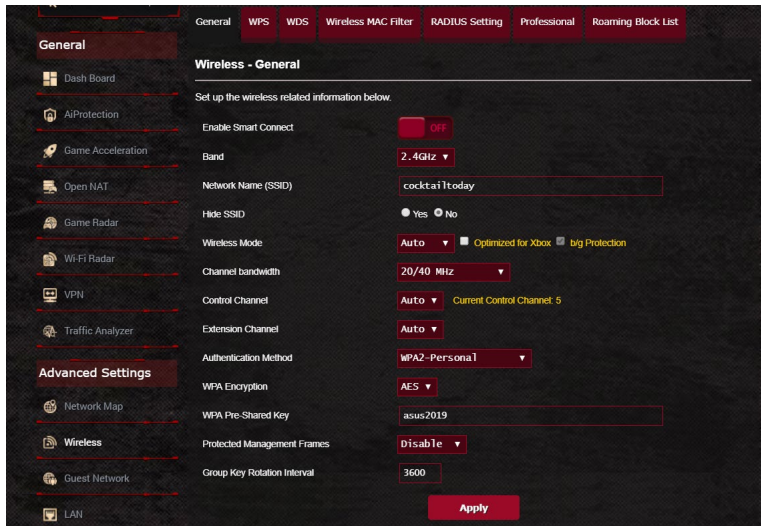 General WPS WDS Wireless MAC Filter RADIUS Setting Professional Roaming Block List
General
Dash Board
AiProtection
Game Acceleration
Open NAT
Game Radar
Wi-Fi Radar
VPN
Traffic Analyzer
Advanced Settings
Network Map
Wireless
Guest Network
LAN
Wireless - General
Set up the wireless related information below.
Enable Smart Connect OFF
Band 2.4GHz
Network Name (SSID) cocktailtoday
Hide SSID Yes No
Wireless Mode Auto Optimized for Xbox b/g Protection
Channel bandwidth 20/40 MHz
Control Channel Auto Current Control Channel: 5
Extension Channel Auto
Authentication Method WPA2-Personal
WPA Encryption AES
WPA Pre-Shared Key asus2019
Protected Management Frames Disable
Group Key Rotation Interval 3600
Apply